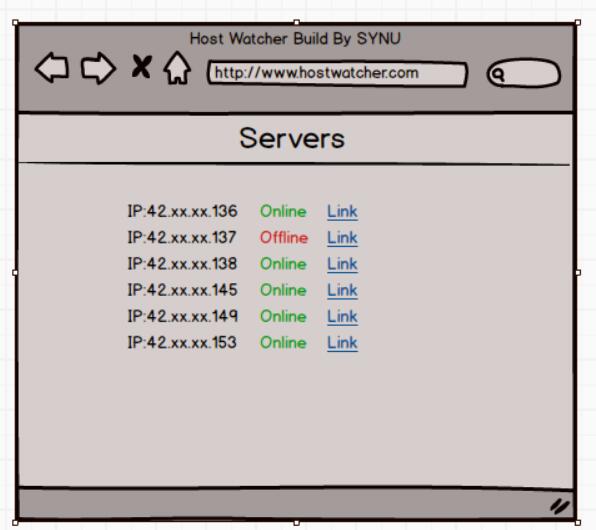 Host Watcher Build By SYNU
http://www.hostwatcher.com
Servers
IP:42.xx.xx.136 Online Link
IP:42.xx.xx.137 Offline Link
IP:42.xx.xx.138 Online Link
IP:42.xx.xx.145 Online Link
IP:42.xx.xx.149 Online Link
IP:42.xx.xx.153 Online Link